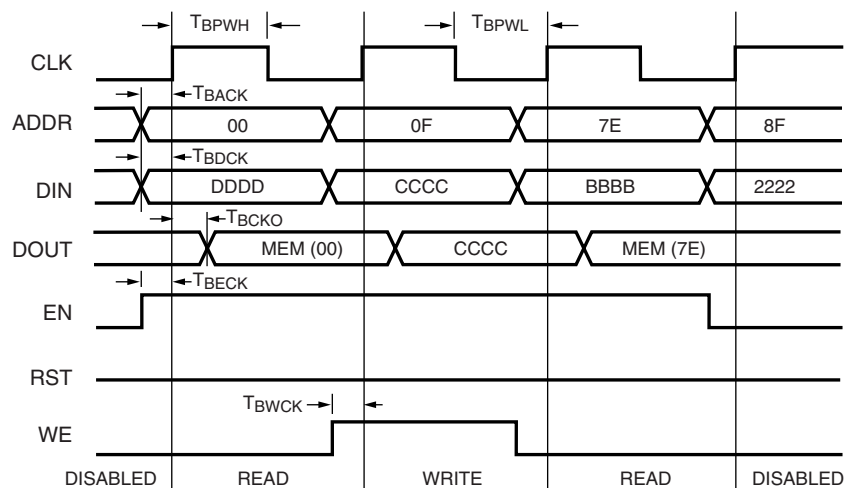 TBPWH TBPWL
CLK
TBACK
ADDR 00 0F 7E 8F
TBDCK
DIN DDDD CCCC BBBB 2222
TBCKO
DOUT MEM (00) CCCC MEM (7E)
TBECK
EN
RST
TBWCK
WE
DISABLED READ WRITE READ DISABLED